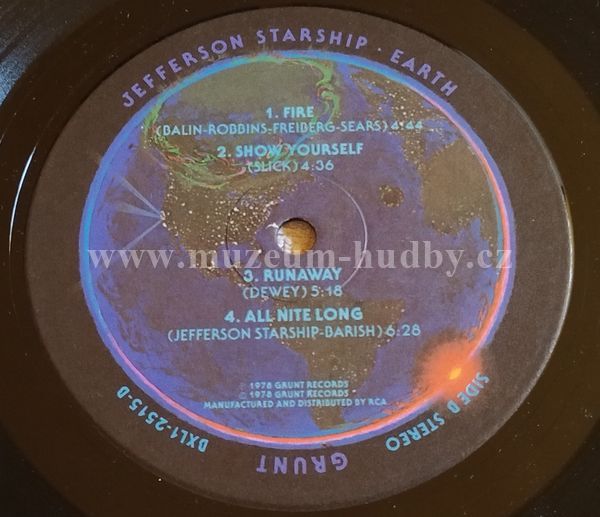 JEFFERSON STARSHIP · EARTH
1. FIRE
(BALIN-ROBBINS-FREIBERG-SEARS) 4:44
2. SHOW YOURSELF
(SLICK) 4:36
www.muzeum-hudby.cz
3. RUNAWAY
(DEWEY) 5:18
4. ALL NITE LONG
(JEFFERSON STARSHIP-BARISH) 6:28
℗ 1978 GRUNT RECORDS
© 1978 GRUNT RECORDS
MANUFACTURED AND DISTRIBUTED BY RCA
BXL1-2515-B
GRUNT
SIDE B STEREO